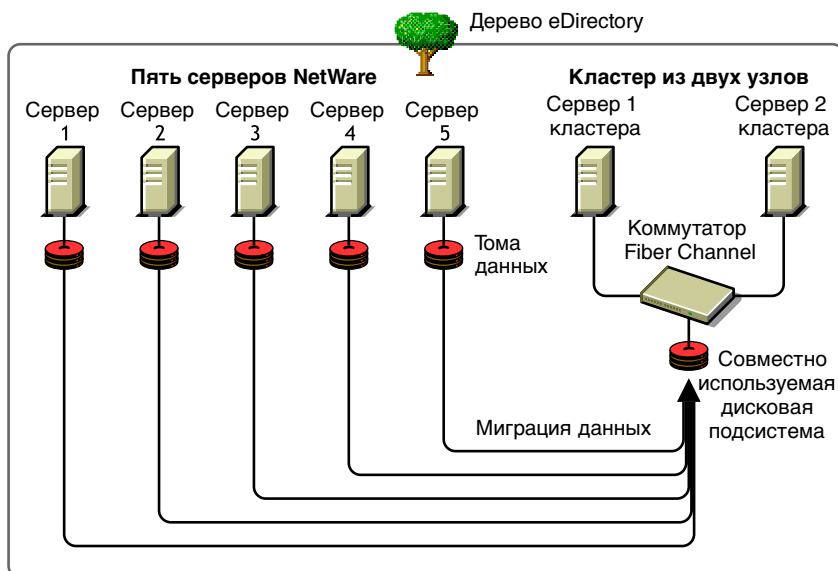 Дерево eDirectory
Пять серверов NetWare
Кластер из двух узлов
Сервер
1
Сервер
2
Сервер
3
Сервер
4
Сервер
5
Сервер 1
кластера
Сервер 2
кластера
Тома
данных
Коммутатор
Fiber Channel
Совместно
используемая
дисковая
подсистема
Миграция данных